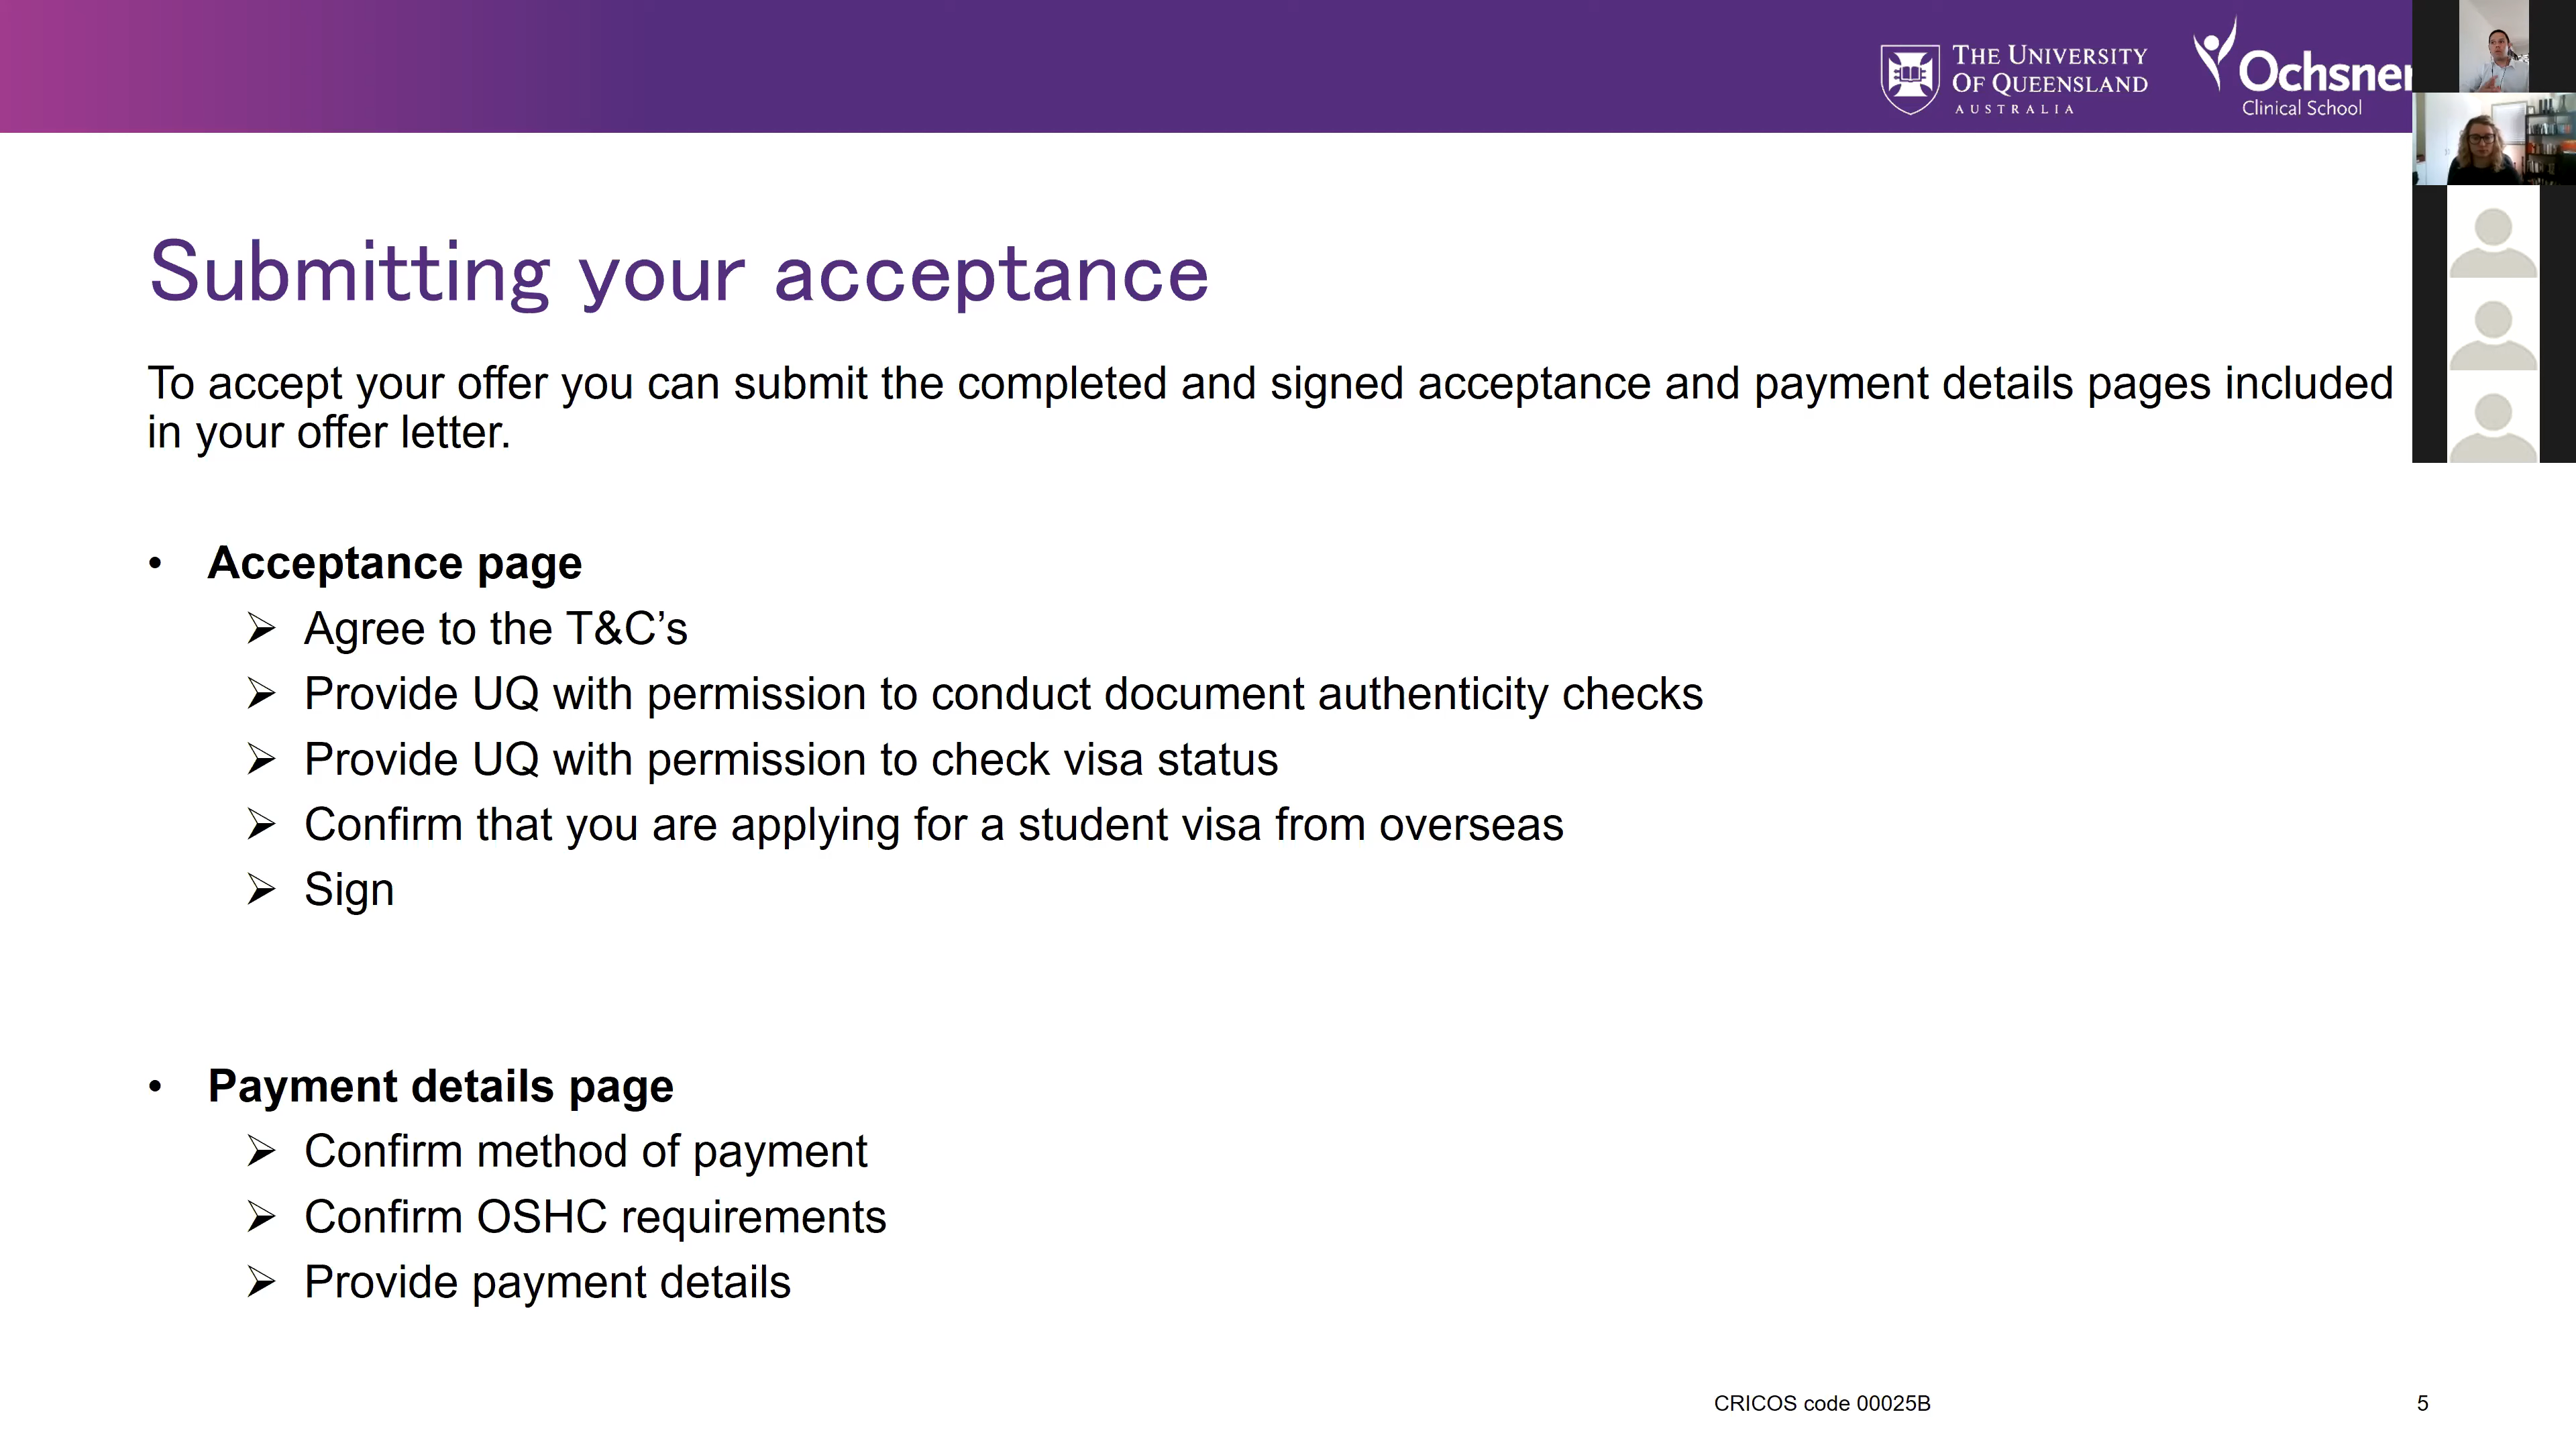 THE UNIVERSITY
OF QUEENSLAND
AUSTRALIA
Ochsner
Clinical School
Submitting your acceptance
To accept your offer you can submit the completed and signed acceptance and payment details pages included
in your offer letter.
• Acceptance page
➢ Agree to the T&C’s
➢ Provide UQ with permission to conduct document authenticity checks
➢ Provide UQ with permission to check visa status
➢ Confirm that you are applying for a student visa from overseas
➢ Sign
• Payment details page
➢ Confirm method of payment
➢ Confirm OSHC requirements
➢ Provide payment details
CRICOS code 00025B
5